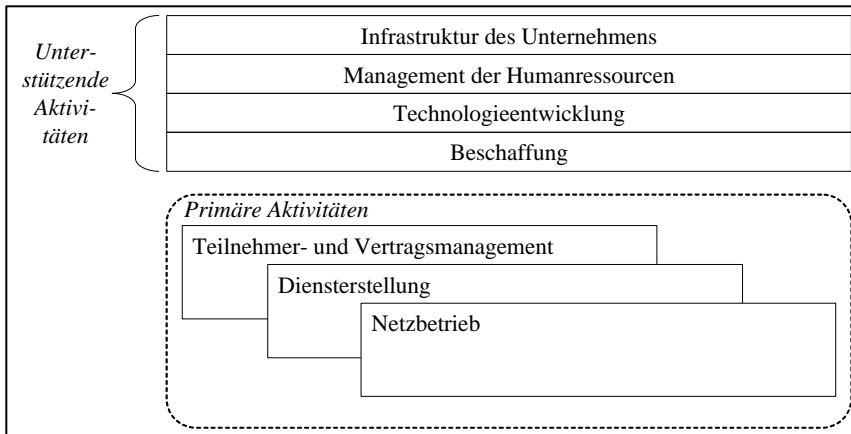 Infrastruktur des Unternehmens
Unter-
stützende
Aktivi-
täten
Management der Humanressourcen
Technologieentwicklung
Beschaffung
Primäre Aktivitäten
Teilnehmer- und Vertragsmanagement
Diensterstellung
Netzbetrieb